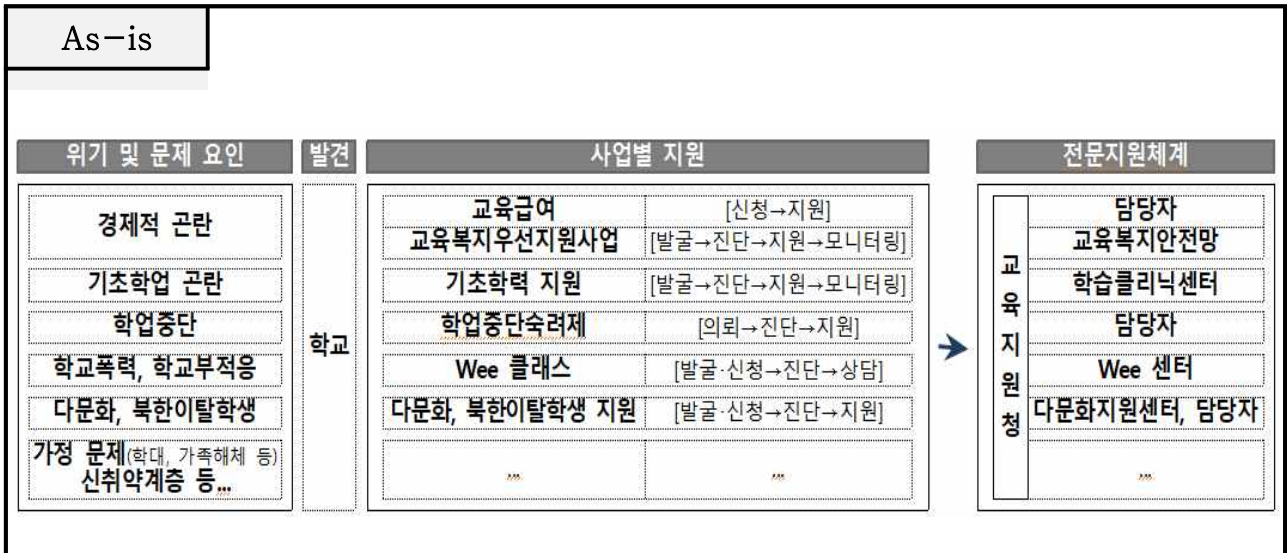 As-is
위기 및 문제 요인 발견 사업별 지원 전문지원체계
경제적 곤란
교육급여 [신청→지원] 담당자
교육복지우선지원사업 [발굴→진단→지원→모니터링] 교육복지안전망
기초학업 곤란 기초학력 지원 [발굴→진단→지원→모니터링] 학습클리닉센터
학업중단 학업중단숙려제 [의뢰→진단→지원] 담당자
학교폭력, 학교부적응 Wee 클래스 [발굴·신청→진단→상담] Wee 센터
다문화, 북한이탈학생 다문화, 북한이탈학생 지원 [발굴·신청→진단→지원] 다문화지원센터, 담당자
가정 문제(학대, 가족해체 등)
신취약계층 등... ... ... ...
학교
교육지원청